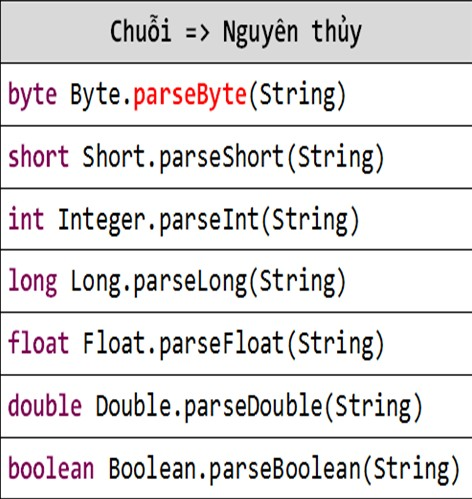 Chuỗi => Nguyên thủy
byte Byte.parseByte(String)
short Short.parseShort(String)
int Integer.parseInt(String)
long Long.parseLong(String)
float Float.parseFloat(String)
double Double.parseDouble(String)
boolean Boolean.parseBoolean(String)